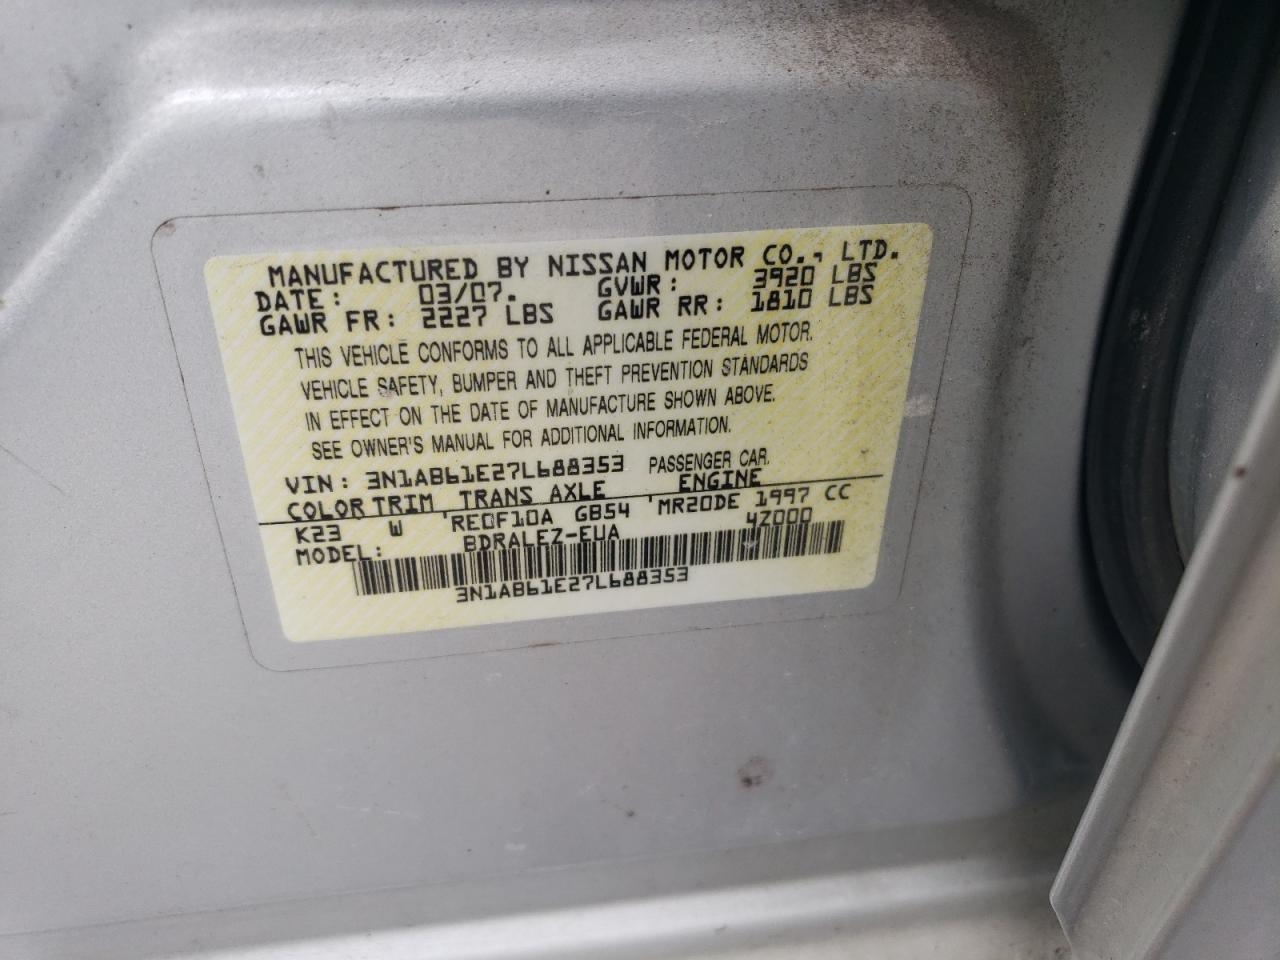 MANUFACTURED BY NISSAN MOTOR CO., LTD.
DATE: 03/07. GVWR: 3920 LBS
GAWR FR: 2227 LBS GAWR RR: 1810 LBS
THIS VEHICLE CONFORMS TO ALL APPLICABLE FEDERAL MOTOR.
VEHICLE SAFETY, BUMPER AND THEFT PREVENTION STANDARDS
IN EFFECT ON THE DATE OF MANUFACTURE SHOWN ABOVE.
SEE OWNER'S MANUAL FOR ADDITIONAL INFORMATION.
VIN: 3N1AB61E27L688353 PASSENGER CAR.
COLOR TRIM TRANS AXLE ENGINE
K23 W RE0F10A GB54 MR20DE 1997 CC
MODEL: BDRALEZ-EUA 4Z000
3N1AB61E27L688353